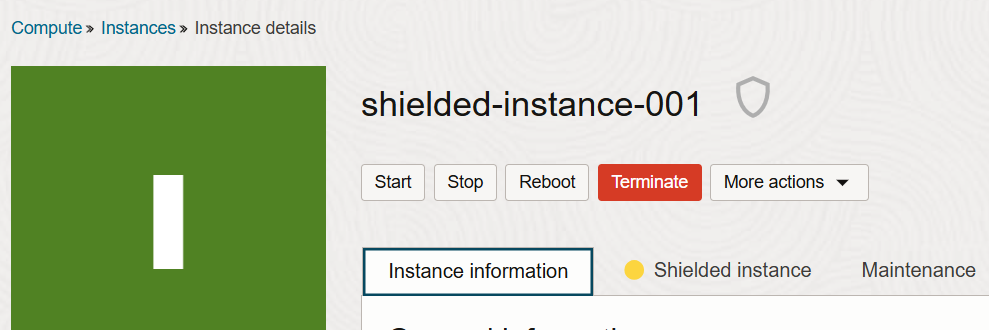 Compute » Instances » Instance details
I
shielded-instance-001
Start Stop Reboot Terminate More actions
Instance information Shielded instance Maintenance